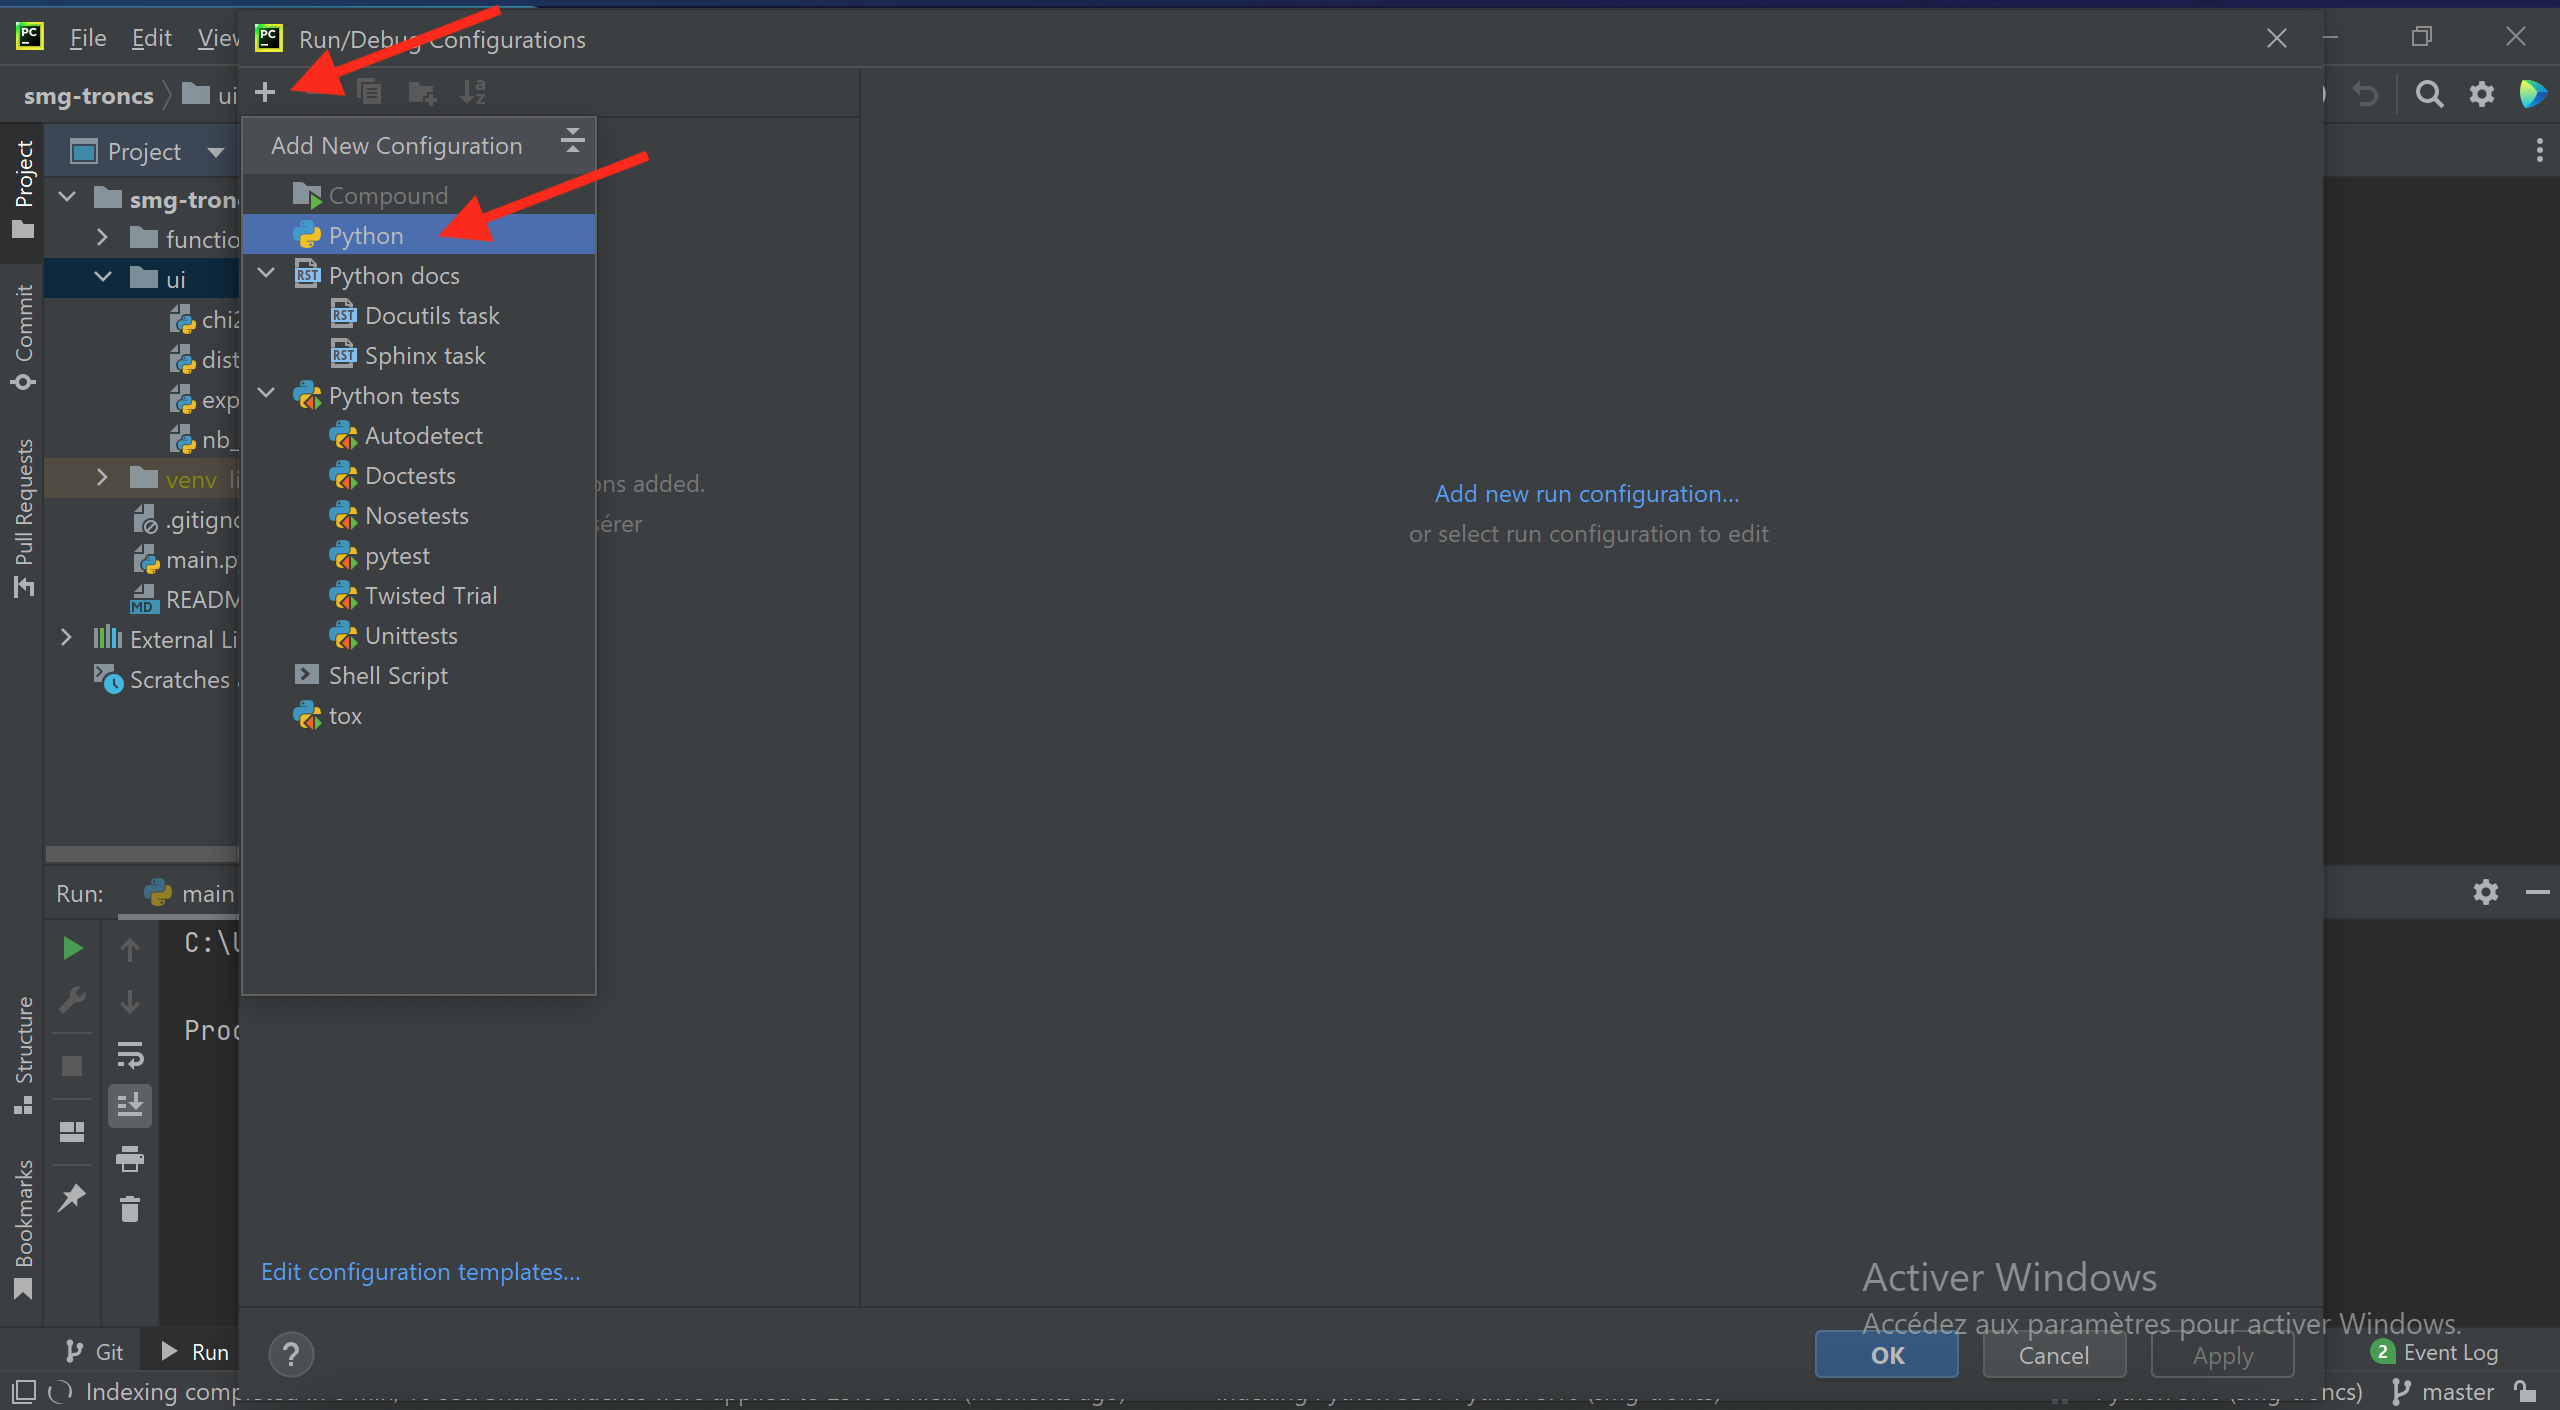 File Edit View
Run/Debug Configurations
smg-troncs ui
Project
Add New Configuration
Compound
Python
Python docs
Docutils task
Sphinx task
Python tests
Autodetect
Doctests
Nosetests
pytest
Twisted Trial
Unittests
Shell Script
tox
Project
Commit
Pull Requests
Structure
Bookmarks
smg-tron
functio
ui
chi2
dist
exp
nb_
venv li
.gitign
main.p
READM
External Li
Scratches
ns added.
sérer
Add new run configuration...
or select run configuration to edit
Run: main
C:\U
Proc
Edit configuration templates...
Activer Windows
Accédez aux paramètres pour activer Windows.
? OK Cancel Apply
Git Run
2 Event Log
Indexing comp
ncs) master